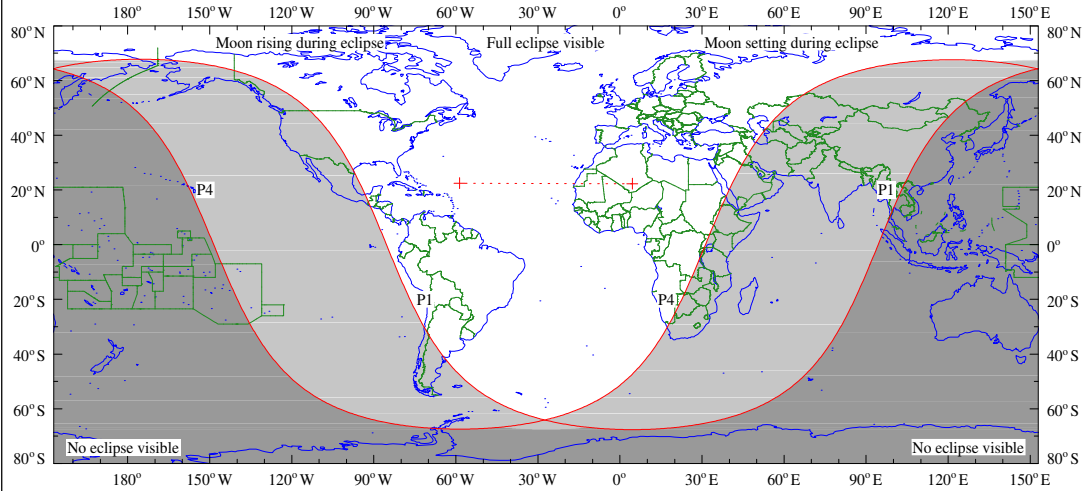 180° 150° W 120° W 90° W 60° W 30° W 0° 30° E 60° E 90° E 120° E 150° E
80° N 80° N
Moon rising during eclipse Full eclipse visible Moon setting during eclipse
60° N 60° N
40° N 40° N
P4 20° N P1 20° N
0° 0°
P1 P4
20° S 20° S
40° S 40° S
60° S 60° S
No eclipse visible No eclipse visible
80° S 80° S
180° 150° W 120° W 90° W 60° W 30° W 0° 30° E 60° E 90° E 120° E 150° E